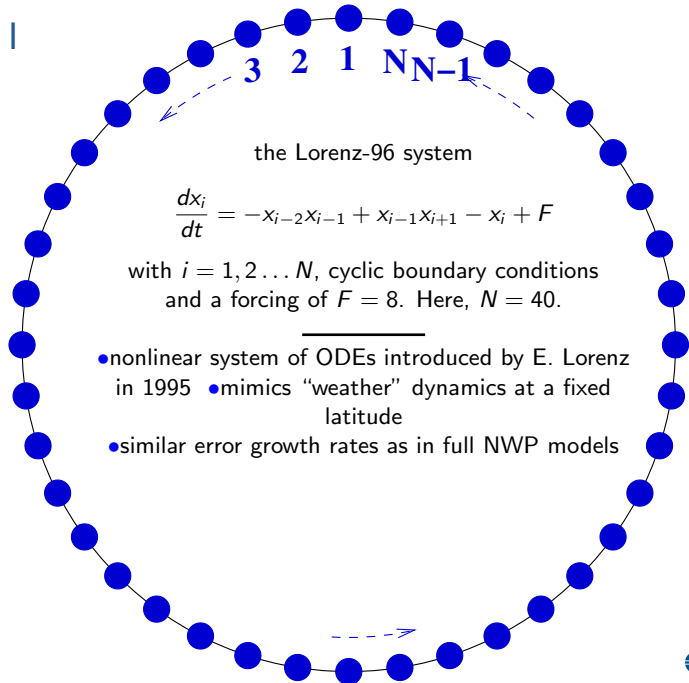 l
3 2 1 N N−1
the Lorenz-96 system
dx_i/dt = −x_{i−2}x_{i−1} + x_{i−1}x_{i+1} − x_i + F
with i = 1, 2 . . . N, cyclic boundary conditions
and a forcing of F = 8. Here, N = 40.
•nonlinear system of ODEs introduced by E. Lorenz
in 1995 •mimics “weather” dynamics at a fixed
latitude
•similar error growth rates as in full NWP models